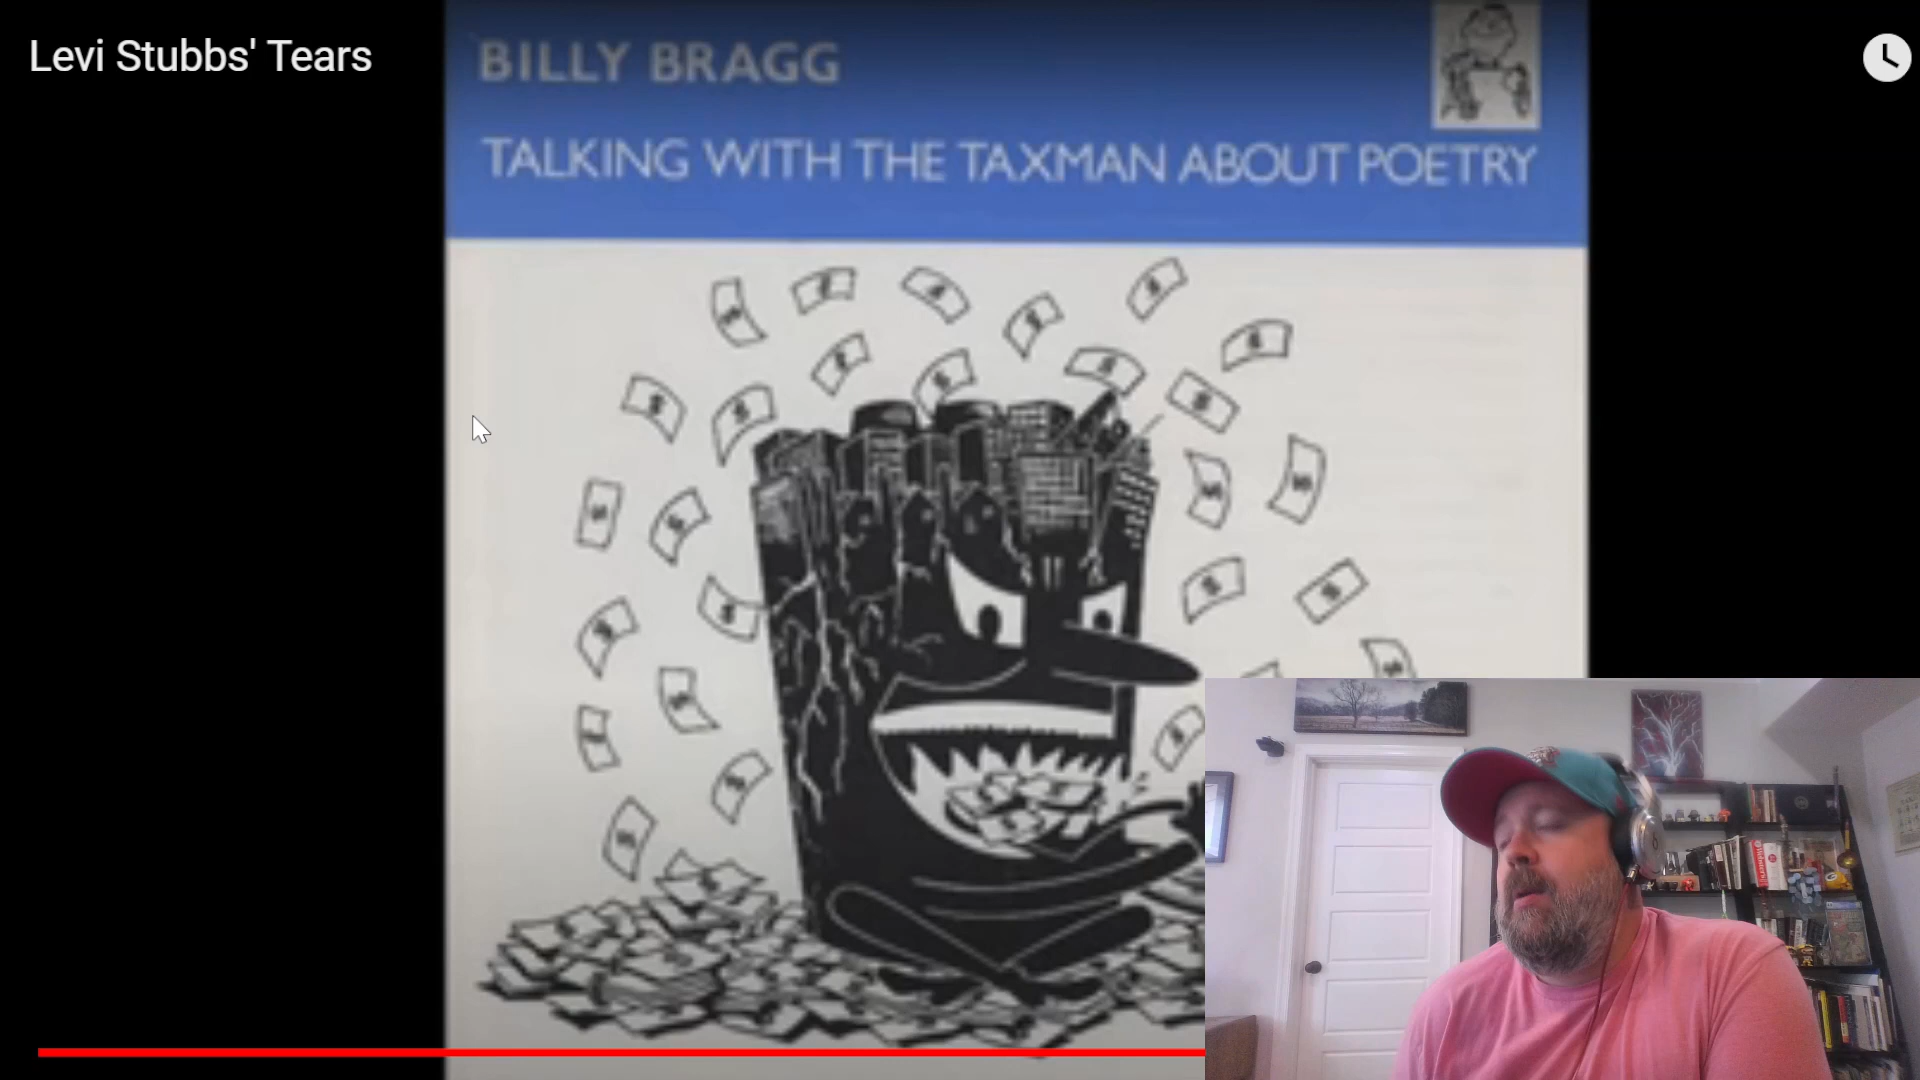 Levi Stubbs' Tears
BILLY BRAGG
TALKING WITH THE TAXMAN ABOUT POETRY